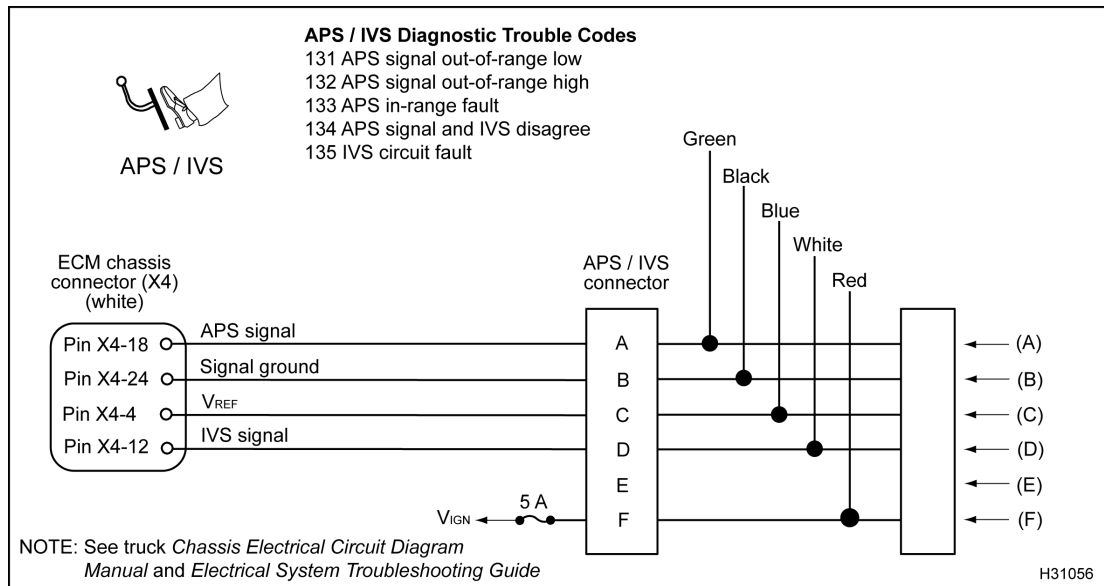 APS / IVS Diagnostic Trouble Codes
131 APS signal out-of-range low
132 APS signal out-of-range high
133 APS in-range fault
134 APS signal and IVS disagree
135 IVS circuit fault
APS / IVS
Green
Black
Blue
White
Red
ECM chassis
connector (X4)
(white)
APS / IVS
connector
Pin X4-18 APS signal A (A)
Pin X4-24 Signal ground B (B)
Pin X4-4 VREF C (C)
Pin X4-12 IVS signal D (D)
E (E)
5 A
VIGN F (F)
NOTE: See truck Chassis Electrical Circuit Diagram
Manual and Electrical System Troubleshooting Guide
H31056